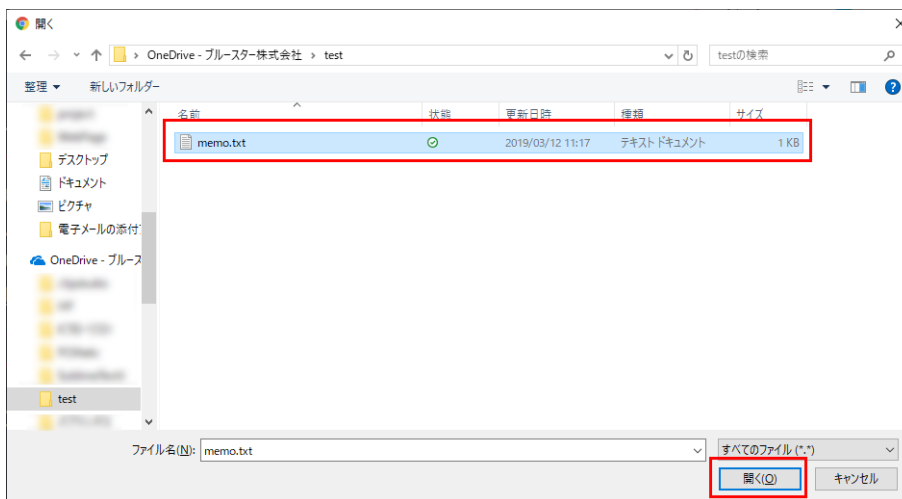 開く
OneDrive - ブルースター株式会社 › test
testの検索
整理
新しいフォルダー
名前 状態 更新日時 種類 サイズ
memo.txt 2019/03/12 11:17 テキスト ドキュメント 1 KB
デスクトップ
ドキュメント
ピクチャ
電子メールの添付
OneDrive - ブルース
test
ファイル名(N): memo.txt
すべてのファイル (*.*)
開く(O)
キャンセル